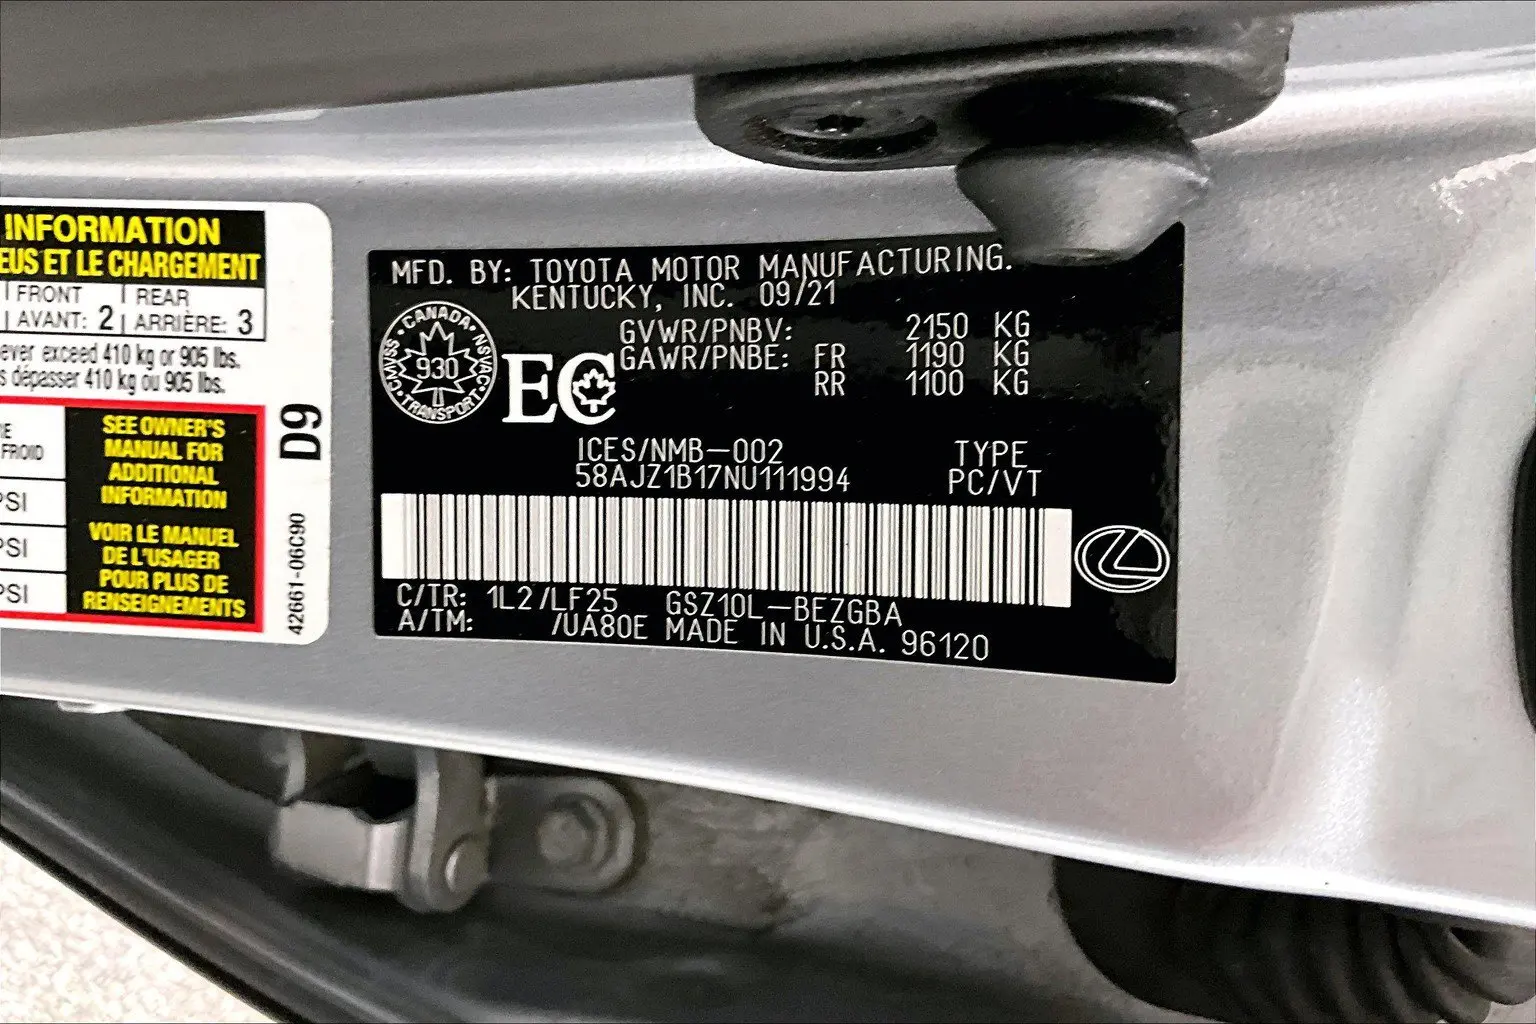 INFORMATION
EUS ET LE CHARGEMENT
FRONT REAR
AVANT: 2 ARRIÈRE: 3
ever exceed 410 kg or 905 lbs.
s dépasser 410 kg ou 905 lbs.
FROID
PSI
PSI
PSI
SEE OWNER'S
MANUAL FOR
ADDITIONAL
INFORMATION
VOIR LE MANUEL
DE L'USAGER
POUR PLUS DE
RENSEIGNEMENTS
D9
42661-06C90
MFD. BY: TOYOTA MOTOR MANUFACTURING.
KENTUCKY, INC. 09/21
CANADA
CMVSS 930 NSVAC
TRANSPORT
EC
GVWR/PNBV: 2150 KG
GAWR/PNBE: FR 1190 KG
RR 1100 KG
ICES/NMB-002 TYPE
58AJZ1B17NU111994 PC/VT
C/TR: 1L2/LF25 GSZ10L-BEZGBA
A/TM: /UA80E MADE IN U.S.A. 96120